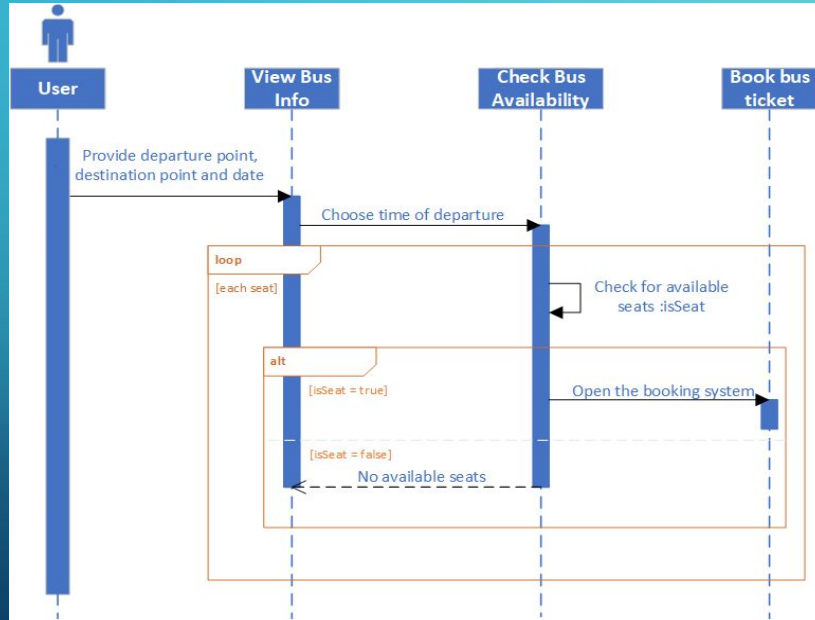 User
View Bus
Info
Check Bus
Availability
Book bus
ticket
Provide departure point,
destination point and date
Choose time of departure
loop
[each seat]
Check for available
seats :isSeat
alt
[isSeat = true]
Open the booking system
[isSeat = false]
No available seats